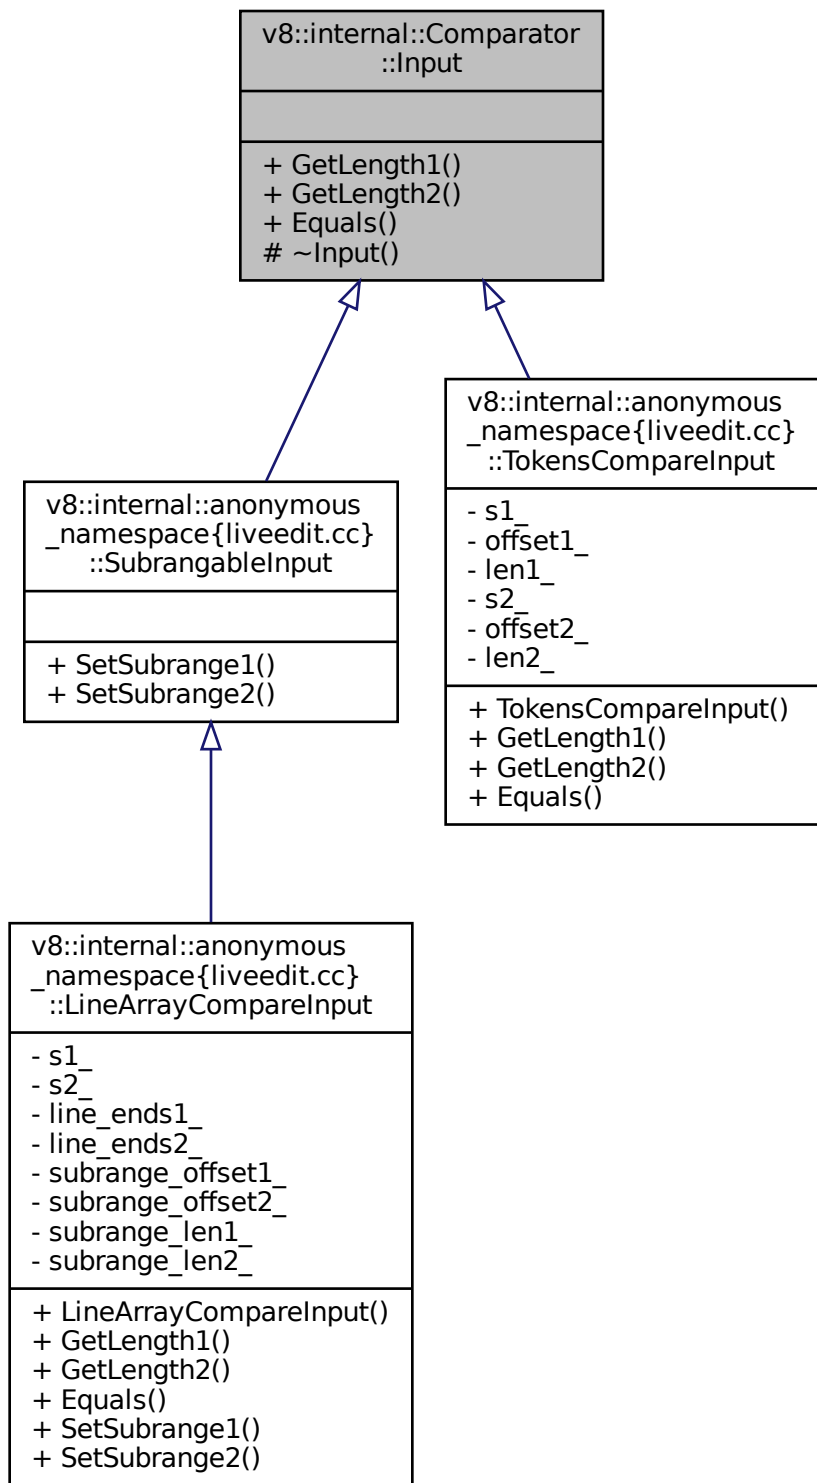 v8::internal::Comparator
::Input
+ GetLength1()
+ GetLength2()
+ Equals()
# ~Input()
v8::internal::anonymous
_namespace{liveedit.cc}
::TokensCompareInput
- s1_
- offset1_
- len1_
- s2_
- offset2_
- len2_
+ TokensCompareInput()
+ GetLength1()
+ GetLength2()
+ Equals()
v8::internal::anonymous
_namespace{liveedit.cc}
::SubrangableInput
+ SetSubrange1()
+ SetSubrange2()
v8::internal::anonymous
_namespace{liveedit.cc}
::LineArrayCompareInput
- s1_
- s2_
- line_ends1_
- line_ends2_
- subrange_offset1_
- subrange_offset2_
- subrange_len1_
- subrange_len2_
+ LineArrayCompareInput()
+ GetLength1()
+ GetLength2()
+ Equals()
+ SetSubrange1()
+ SetSubrange2()